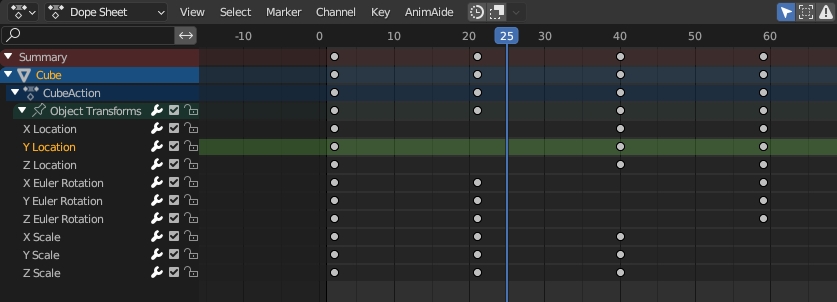 Dope Sheet View Select Marker Channel Key AnimAide
-10 0 10 20 25 30 40 50 60
Summary
Cube
CubeAction
Object Transforms
X Location
Y Location
Z Location
X Euler Rotation
Y Euler Rotation
Z Euler Rotation
X Scale
Y Scale
Z Scale